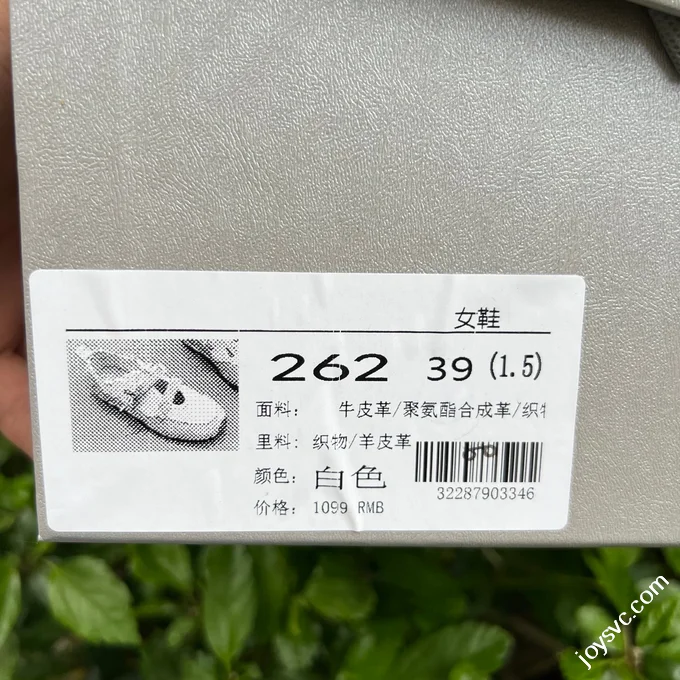 女鞋
262 39 (1.5)
面料： 牛皮革/聚氨酯合成革/织
里料： 织物/羊皮革
颜色： 白色
32287903346
价格： 1099 RMB
joysvc.com